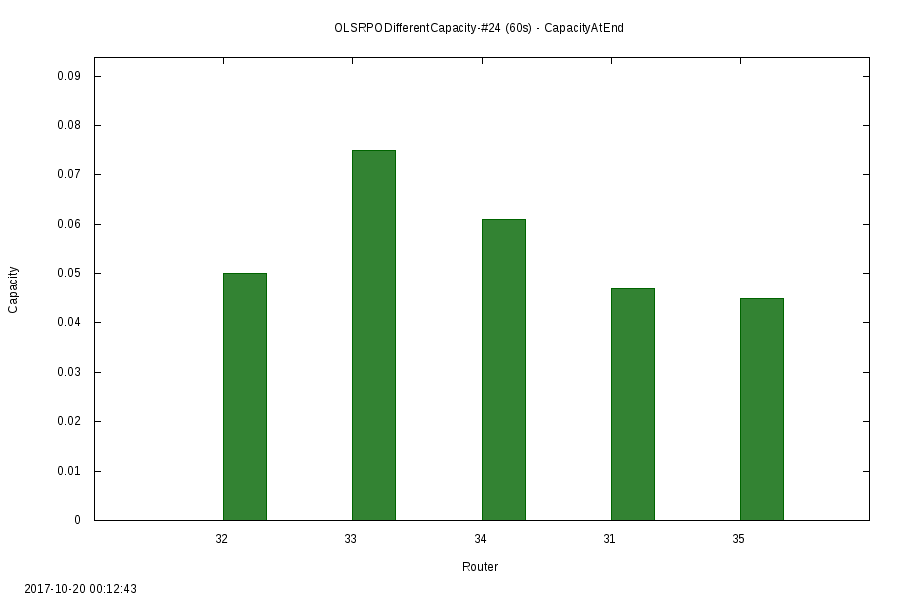 OLSRPODifferentCapacity-#24 (60s) - CapacityAtEnd
0.09
0.08
0.07
0.06
0.05
0.04
0.03
0.02
0.01
0
Capacity
32 33 34 31 35
Router
2017-10-20 00:12:43